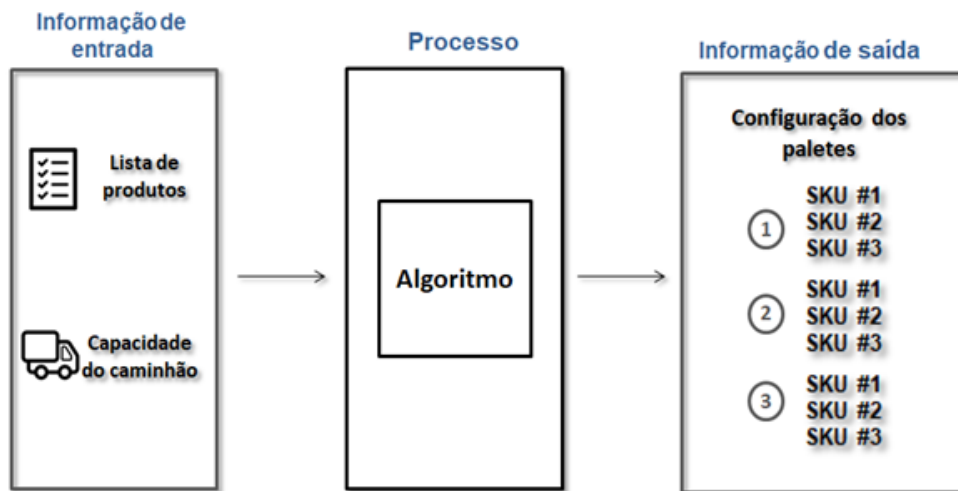 Informação de
entrada
Lista de
produtos
Capacidade
do caminhão
Processo
Algoritmo
Informação de saída
Configuração dos
paletes
1
SKU #1
SKU #2
SKU #3
2
SKU #1
SKU #2
SKU #3
3
SKU #1
SKU #2
SKU #3